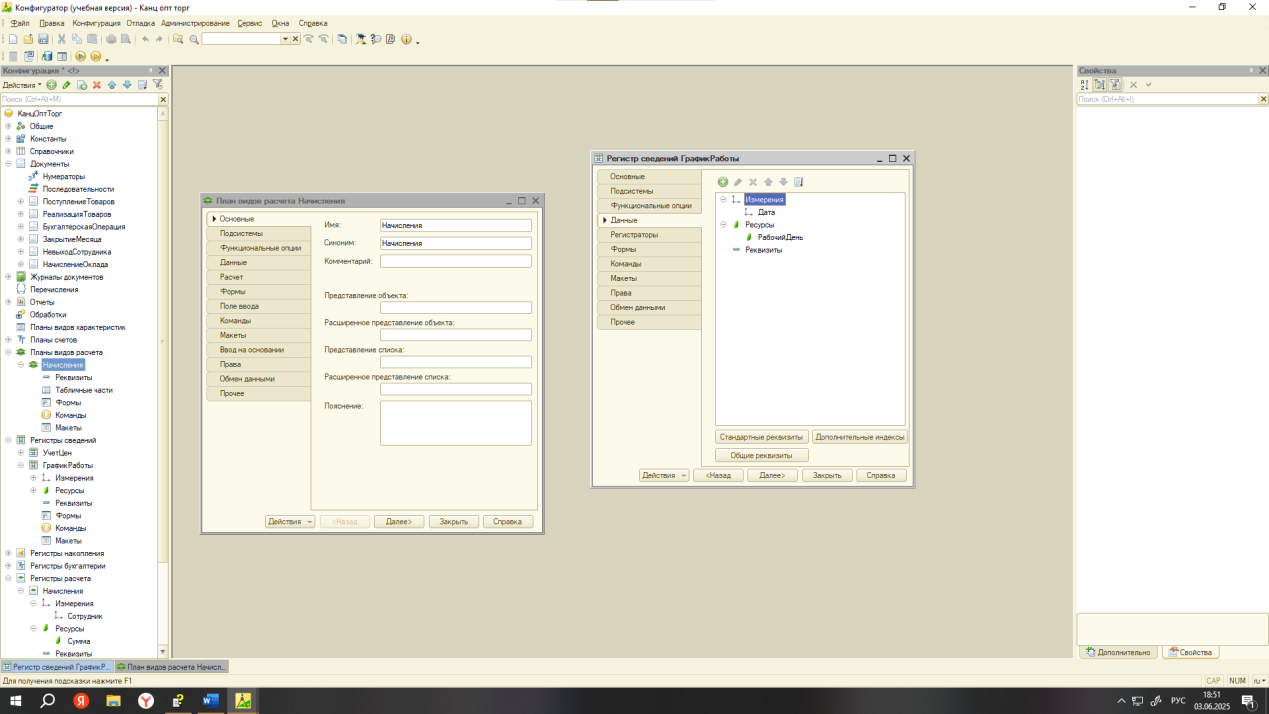 Конфигуратор (учебная версия) - Канц опт торг
Файл Правка Конфигурация Отладка Администрирование Сервис Окна Справка
Конфигурация * <!>
Действия
Поиск (Ctrl+Alt+M)
КанцОптТорг
Общие
Константы
Справочники
Документы
Нумераторы
Последовательности
ПоступлениеТоваров
РеализацияТоваров
БухгалтерскаяОперация
ЗакрытиеМесяца
НевыходСотрудника
НачислениеОклада
Журналы документов
Перечисления
Отчеты
Обработки
Планы видов характеристик
Планы счетов
Планы видов расчета
Начисления
Реквизиты
Табличные части
Формы
Команды
Макеты
Регистры сведений
УчетЦен
ГрафикРаботы
Измерения
Ресурсы
Реквизиты
Формы
Команды
Макеты
Регистры накопления
Регистры бухгалтерии
Регистры расчета
Начисления
Измерения
Сотрудник
Ресурсы
Сумма
Реквизиты
План видов расчета Начисления
Основные
Подсистемы
Функциональные опции
Данные
Расчет
Формы
Поле ввода
Команды
Макеты
Ввод на основании
Права
Обмен данными
Прочее
Имя: Начисления
Синоним: Начисления
Комментарий:
Представление объекта:
Расширенное представление объекта:
Представление списка:
Расширенное представление списка:
Пояснение:
Действия <Назад Далее> Закрыть Справка
Регистр сведений ГрафикРаботы
Основные
Подсистемы
Функциональные опции
Данные
Регистраторы
Формы
Команды
Макеты
Права
Обмен данными
Прочее
Измерения
Дата
Ресурсы
РабочийДень
Реквизиты
Стандартные реквизиты Дополнительные индексы
Общие реквизиты
Действия <Назад Далее> Закрыть Справка
Свойства
Поиск (Ctrl+Alt+I)
Дополнительно Свойства
Регистр сведений ГрафикР... План видов расчета Начисл...
Для получения подсказки нажмите F1
CAP NUM ru
РУС
18:51
03.06.2025
1